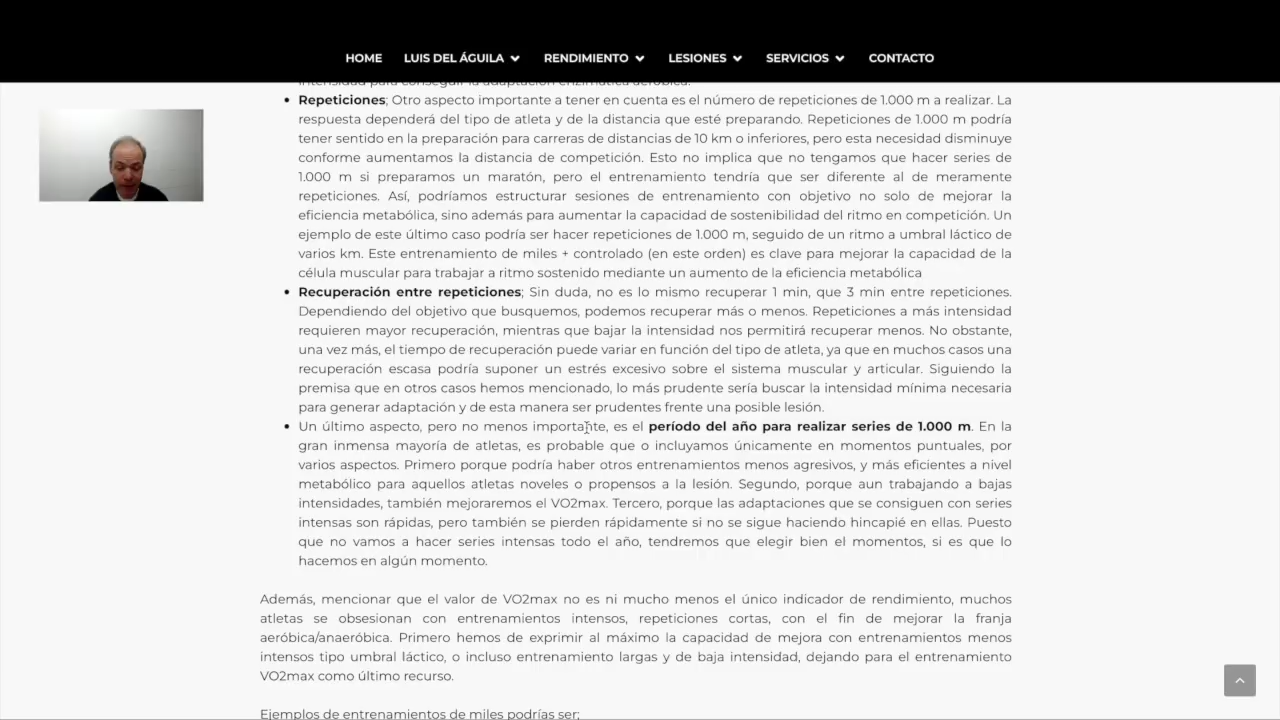 HOME LUIS DEL ÁGUILA RENDIMIENTO LESIONES SERVICIOS CONTACTO
intensidad para conseguir la adaptación enzimática aeróbica.
Repeticiones; Otro aspecto importante a tener en cuenta es el número de repeticiones de 1.000 m a realizar. La
respuesta dependerá del tipo de atleta y de la distancia que esté preparando. Repeticiones de 1.000 m podría
tener sentido en la preparación para carreras de distancias de 10 km o inferiores, pero esta necesidad disminuye
conforme aumentamos la distancia de competición. Esto no implica que no tengamos que hacer series de
1.000 m si preparamos un maratón, pero el entrenamiento tendría que ser diferente al de meramente
repeticiones. Así, podríamos estructurar sesiones de entrenamiento con objetivo no solo de mejorar la
eficiencia metabólica, sino además para aumentar la capacidad de sostenibilidad del ritmo en competición. Un
ejemplo de este último caso podría ser hacer repeticiones de 1.000 m, seguido de un ritmo a umbral láctico de
varios km. Este entrenamiento de miles + controlado (en este orden) es clave para mejorar la capacidad de la
célula muscular para trabajar a ritmo sostenido mediante un aumento de la eficiencia metabólica
Recuperación entre repeticiones; Sin duda, no es lo mismo recuperar 1 min, que 3 min entre repeticiones.
Dependiendo del objetivo que busquemos, podemos recuperar más o menos. Repeticiones a más intensidad
requieren mayor recuperación, mientras que bajar la intensidad nos permitirá recuperar menos. No obstante,
una vez más, el tiempo de recuperación puede variar en función del tipo de atleta, ya que en muchos casos una
recuperación escasa podría suponer un estrés excesivo sobre el sistema muscular y articular. Siguiendo la
premisa que en otros casos hemos mencionado, lo más prudente sería buscar la intensidad mínima necesaria
para generar adaptación y de esta manera ser prudentes frente una posible lesión.
Un último aspecto, pero no menos importante, es el período del año para realizar series de 1.000 m. En la
gran inmensa mayoría de atletas, es probable que o incluyamos únicamente en momentos puntuales, por
varios aspectos. Primero porque podría haber otros entrenamientos menos agresivos, y más eficientes a nivel
metabólico para aquellos atletas noveles o propensos a la lesión. Segundo, porque aun trabajando a bajas
intensidades, también mejoraremos el VO2max. Tercero, porque las adaptaciones que se consiguen con series
intensas son rápidas, pero también se pierden rápidamente si no se sigue haciendo hincapié en ellas. Puesto
que no vamos a hacer series intensas todo el año, tendremos que elegir bien el momentos, si es que lo
hacemos en algún momento.
Además, mencionar que el valor de VO2max no es ni mucho menos el único indicador de rendimiento, muchos
atletas se obsesionan con entrenamientos intensos, repeticiones cortas, con el fin de mejorar la franja
aeróbica/anaeróbica. Primero hemos de exprimir al máximo la capacidad de mejora con entrenamientos menos
intensos tipo umbral láctico, o incluso entrenamiento largas y de baja intensidad, dejando para el entrenamiento
VO2max como último recurso.
Ejemplos de entrenamientos de miles podrías ser;